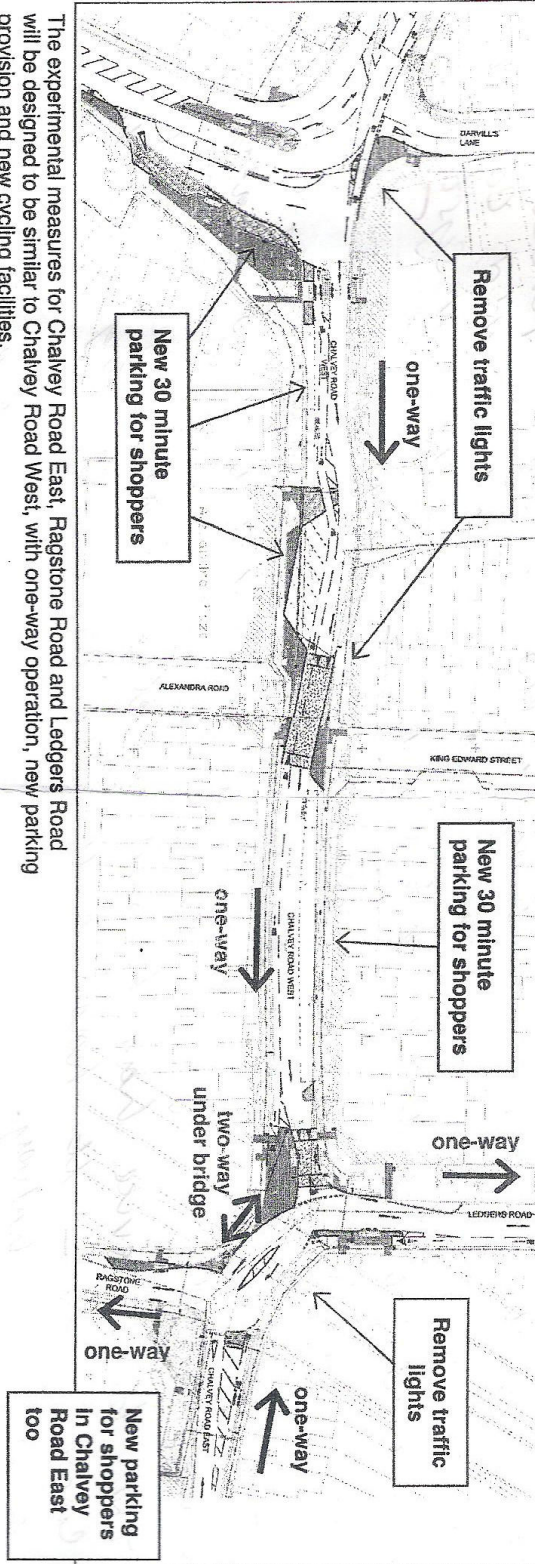 DARVILL'S
LANE
Remove traffic lights
one-way
CHALVEY ROAD
WEST
New 30 minute
parking for shoppers
ALEXANDRA ROAD
KING EDWARD STREET
New 30 minute
parking for shoppers
one-way
CHALVEY ROAD WEST
two-way
under bridge
one-way
LEDGERS ROAD
Remove traffic
lights
RAGSTONE
ROAD
one-way
CHALVEY ROAD EAST
one-way
New parking
for shoppers
in Chalvey
Road East
too
The experimental measures for Chalvey Road East, Ragstone Road and Ledgers Road
will be designed to be similar to Chalvey Road West, with one-way operation, new parking
provision and new cycling facilities.